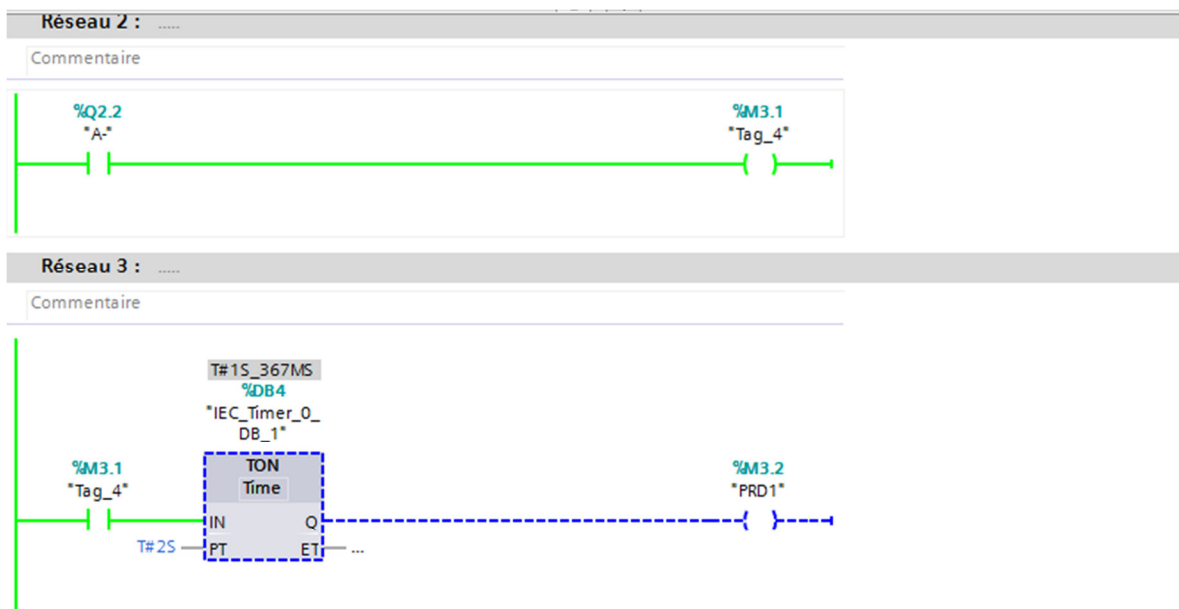 Réseau 2 : .....
Commentaire
%Q2.2
"A-"
%M3.1
"Tag_4"
Réseau 3 : .....
Commentaire
T#1S_367MS
%DB4
"IEC_Timer_0_
DB_1"
%M3.1
"Tag_4"
TON
Time
%M3.2
"PRD1"
IN
Q
T#2S
PT
ET
...